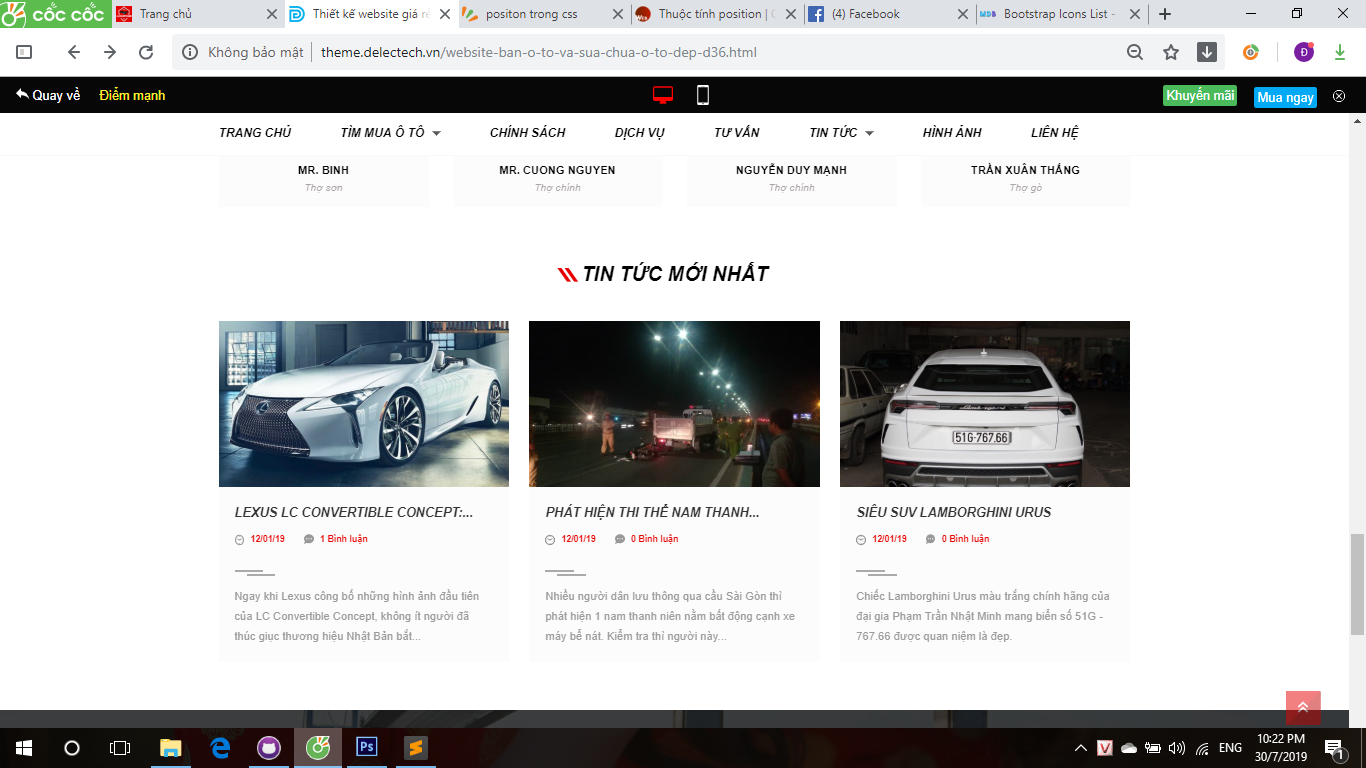 cốc cốc
Trang chủ
Thiết kế website giá rẻ
positon trong css
Thuộc tính position |
(4) Facebook
Bootstrap Icons List -
Không bảo mật | theme.delectech.vn/website-ban-o-to-va-sua-chua-o-to-dep-d36.html
Đ
Quay về Điểm mạnh Khuyến mãi Mua ngay
TRANG CHỦ TÌM MUA Ô TÔ CHÍNH SÁCH DỊCH VỤ TƯ VẤN TIN TỨC HÌNH ẢNH LIÊN HỆ
MR. BINH
Thợ sơn
MR. CUONG NGUYEN
Thợ chính
NGUYỄN DUY MẠNH
Thợ chính
TRẦN XUÂN THẮNG
Thợ gò
TIN TỨC MỚI NHẤT
LEXUS LC CONVERTIBLE CONCEPT:...
12/01/19 1 Bình luận
Ngay khi Lexus công bố những hình ảnh đầu tiên
của LC Convertible Concept, không ít người đã
thúc giục thương hiệu Nhật Bản bắt...
PHÁT HIỆN THI THỂ NAM THANH...
12/01/19 0 Bình luận
Nhiều người dân lưu thông qua cầu Sài Gòn thì
phát hiện 1 nam thanh niên nằm bất động cạnh xe
máy bể nát. Kiểm tra thì người này...
51G-767.66
SIÊU SUV LAMBORGHINI URUS
12/01/19 0 Bình luận
Chiếc Lamborghini Urus màu trắng chính hãng của
đại gia Phạm Trần Nhật Minh mang biển số 51G -
767.66 được quan niệm là đẹp.
Ps
V
ENG
10:22 PM
30/7/2019
1